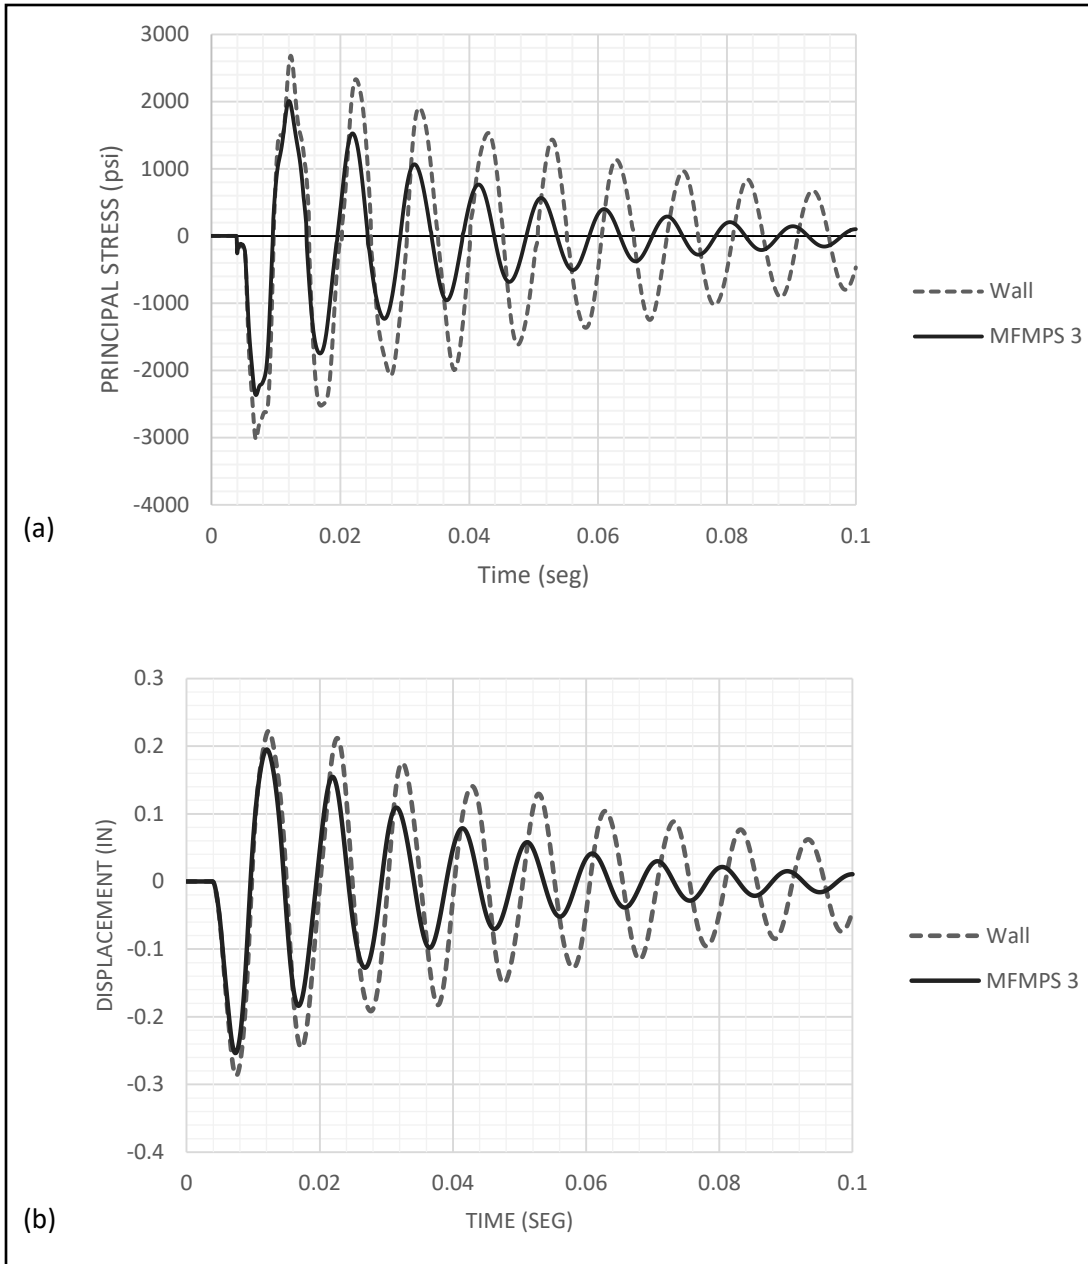 3000
2000
1000
0
-1000
-2000
-3000
-4000
PRINCIPAL STRESS (psi)
0
0.02
0.04
0.06
0.08
0.1
Time (seg)
Wall
MFMPS 3
(a)
0.3
0.2
0.1
0
-0.1
-0.2
-0.3
-0.4
DISPLACEMENT (IN)
0
0.02
0.04
0.06
0.08
0.1
TIME (SEG)
Wall
MFMPS 3
(b)